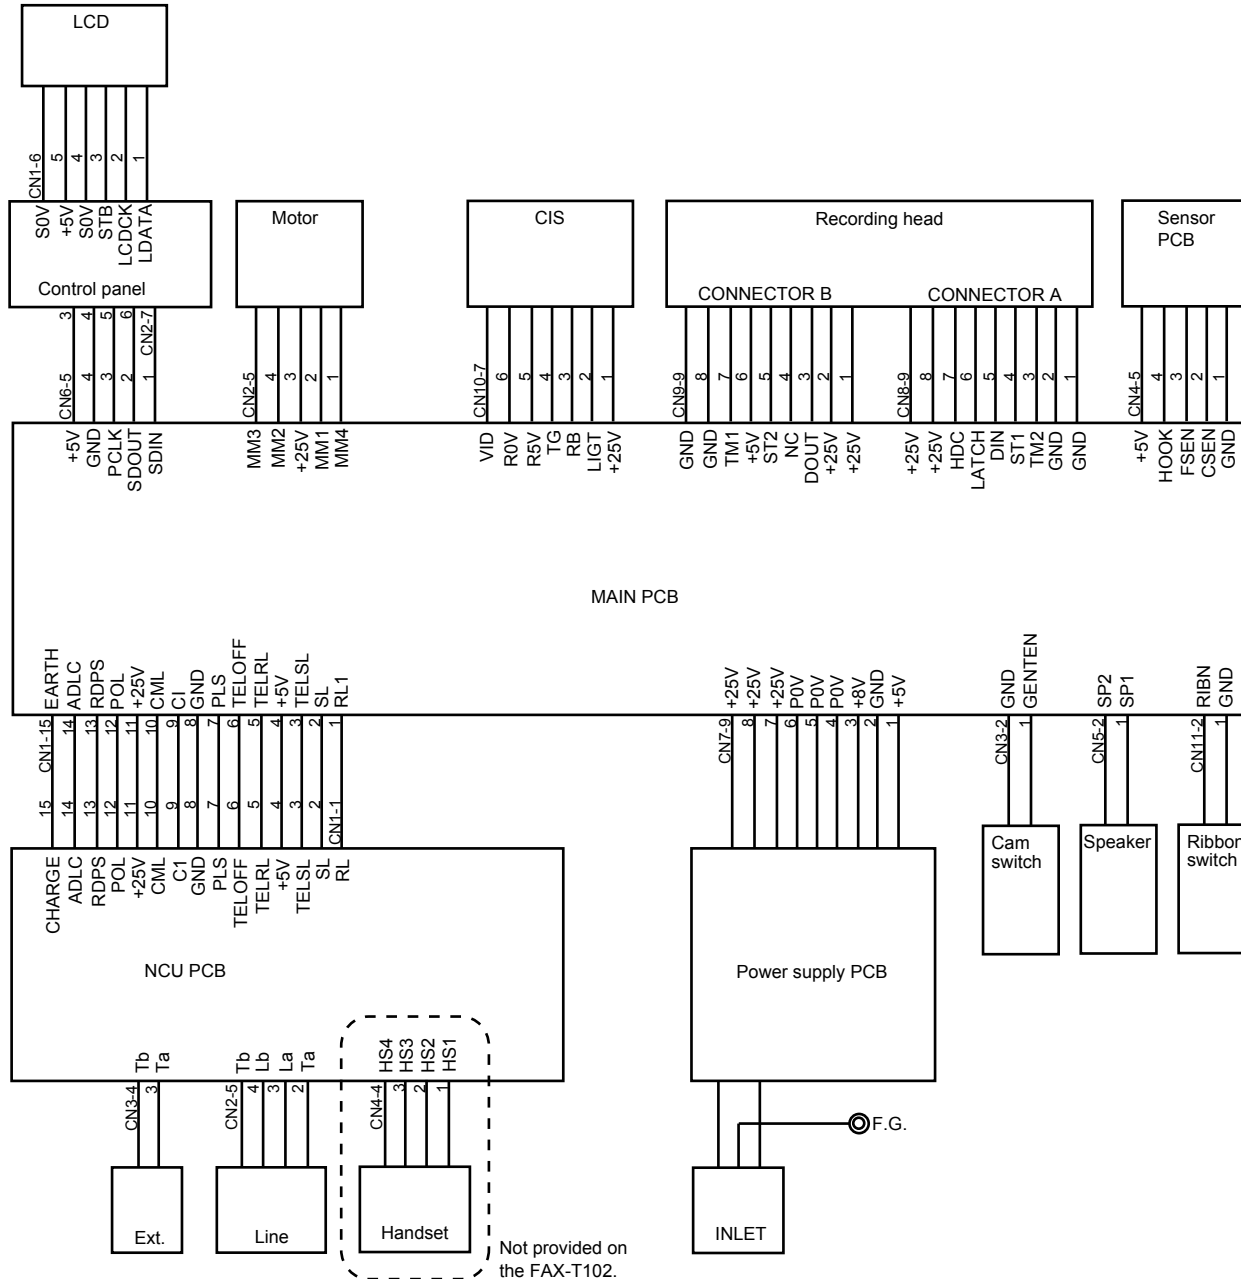 LCD
CN1-6
5
4
3
2
1
S0V
+5V
S0V
STB
LCDCK
LDATA
Control panel
Motor
CIS
Recording head
CONNECTOR B
CONNECTOR A
Sensor
PCB
3
4
5
6
CN2-7
CN6-5
4
3
2
1
CN2-5
4
3
2
1
CN10-7
6
5
4
3
2
1
CN9-9
8
7
6
5
4
3
2
1
CN8-9
8
7
6
5
4
3
2
1
CN4-5
4
3
2
1
+5V
GND
PCLK
SDOUT
SDIN
MM3
MM2
+25V
MM1
MM4
VID
R0V
R5V
TG
RB
LIGT
+25V
GND
GND
TM1
+5V
ST2
NC
DOUT
+25V
+25V
+25V
+25V
HDC
LATCH
DIN
ST1
TM2
GND
GND
+5V
HOOK
FSEN
CSEN
GND
MAIN PCB
EARTH
ADLC
RDPS
POL
+25V
CML
CI
GND
PLS
TELOFF
TELRL
+5V
TELSL
SL
RL1
+25V
+25V
+25V
P0V
P0V
P0V
+8V
GND
+5V
GND
GENTEN
SP2
SP1
RIBN
GND
CN1-15
14
13
12
11
10
9
8
7
6
5
4
3
2
1
CN7-9
8
7
6
5
4
3
2
1
CN3-2
1
CN5-2
1
CN11-2
1
15
14
13
12
11
10
9
8
7
6
5
4
3
2
CN1-1
CHARGE
ADLC
RDPS
POL
+25V
CML
C1
GND
PLS
TELOFF
TELRL
+5V
TELSL
SL
RL
Cam
switch
Speaker
Ribbon
switch
NCU PCB
Power supply PCB
Tb
Ta
Tb
Lb
La
Ta
HS4
HS3
HS2
HS1
CN3-4
3
CN2-5
4
3
2
CN4-4
3
2
1
F.G.
Ext.
Line
Handset
INLET
Not provided on
the FAX-T102.